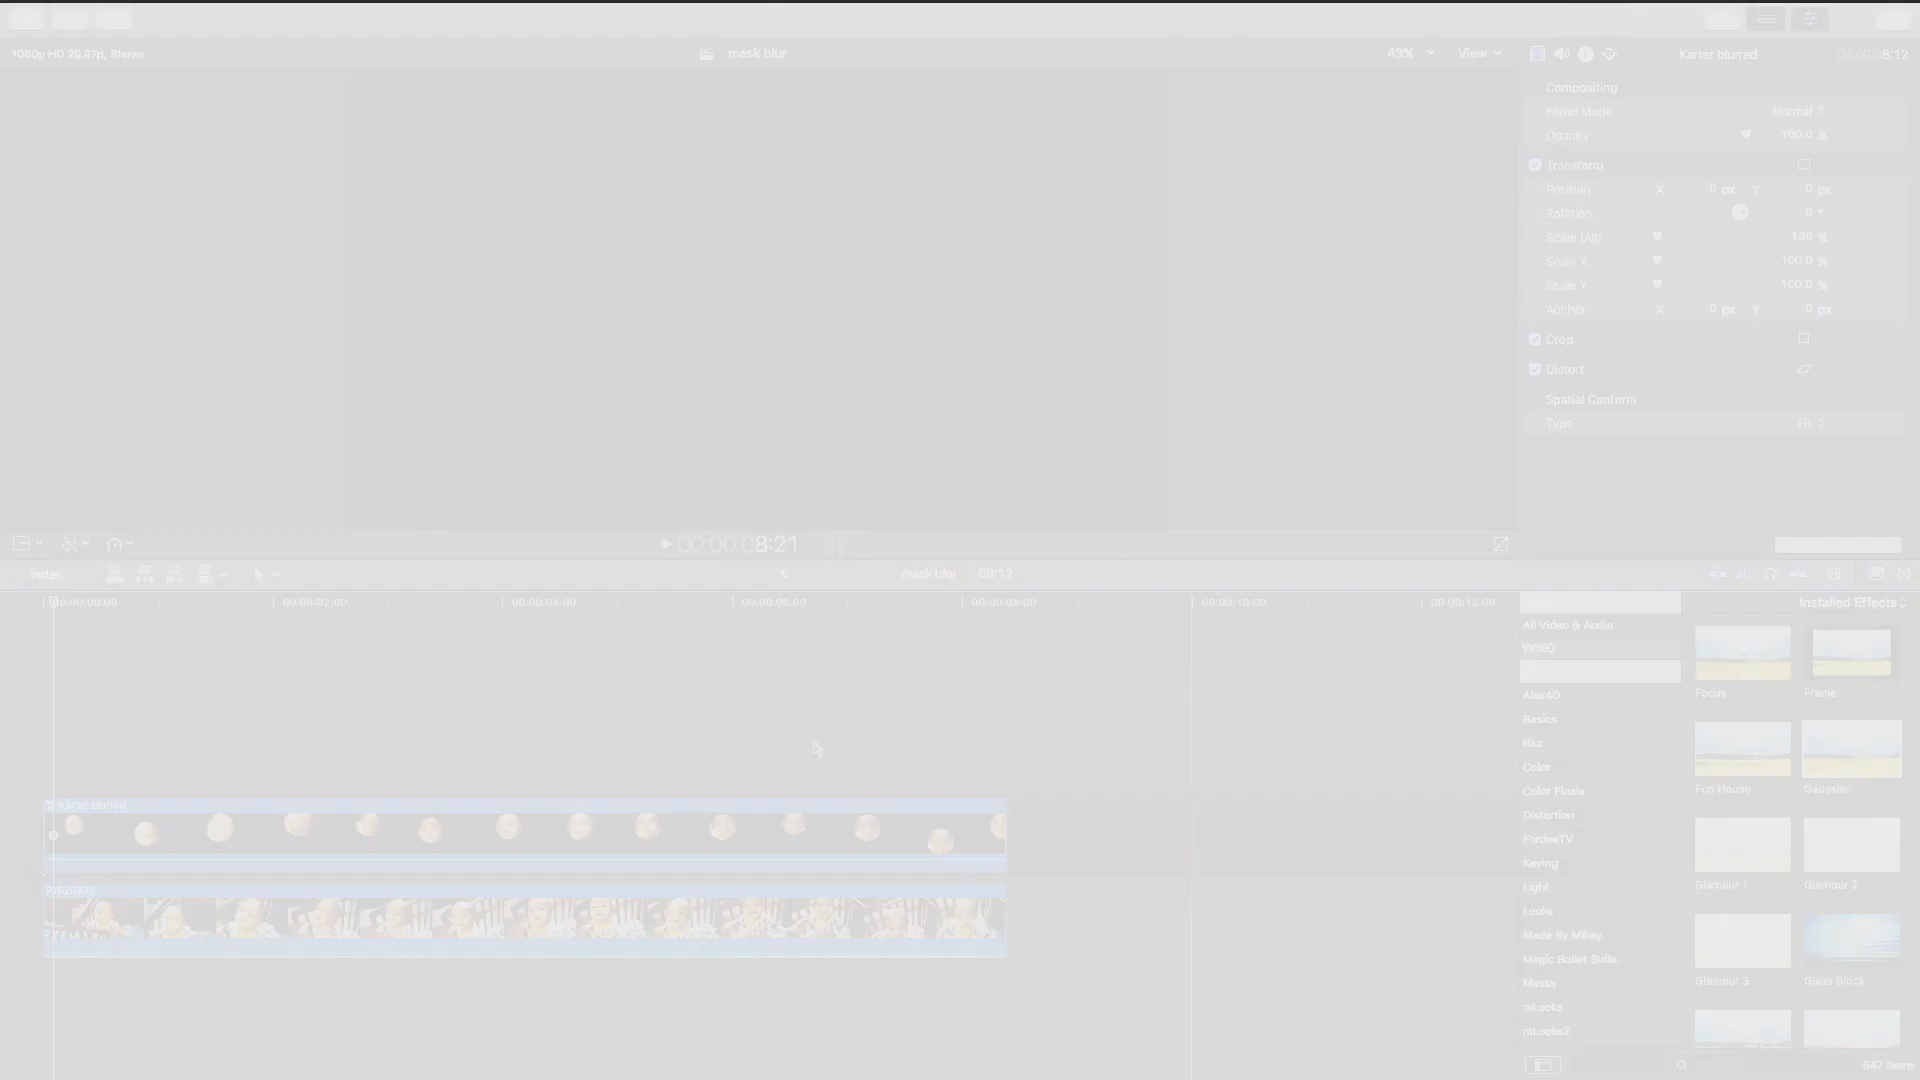 1080p HD 29.97p, Stereo
mask blur
43%
View
Karter blurred
00:00:08:12
Compositing
Blend Mode Normal
Opacity 100.0 %
Transform
Position X 0 px Y 0 px
Rotation 0 °
Scale (All) 100 %
Scale X 100.0 %
Scale Y 100.0 %
Anchor X 0 px Y 0 px
Crop
Distort
Spatial Conform
Type Fit
00:00:08:21
Index
mask blur 08:12
00:00:00:00 00:00:02:00 00:00:04:00 00:00:06:00 00:00:08:00 00:00:10:00 00:00:12:00
Installed Effects
All Video & Audio
VIDEO
Alex4D
Basics
Blur
Color
Color Finale
Distortion
FordeeTV
Keying
Light
Looks
Made By Mikey
Magic Bullet Suite
Masks
mLooks
mLooks2
Focus Frame
Fun House Gaussian
Glamour 1 Glamour 2
Glamour 3 Glass Block
547 items
Karter blurred